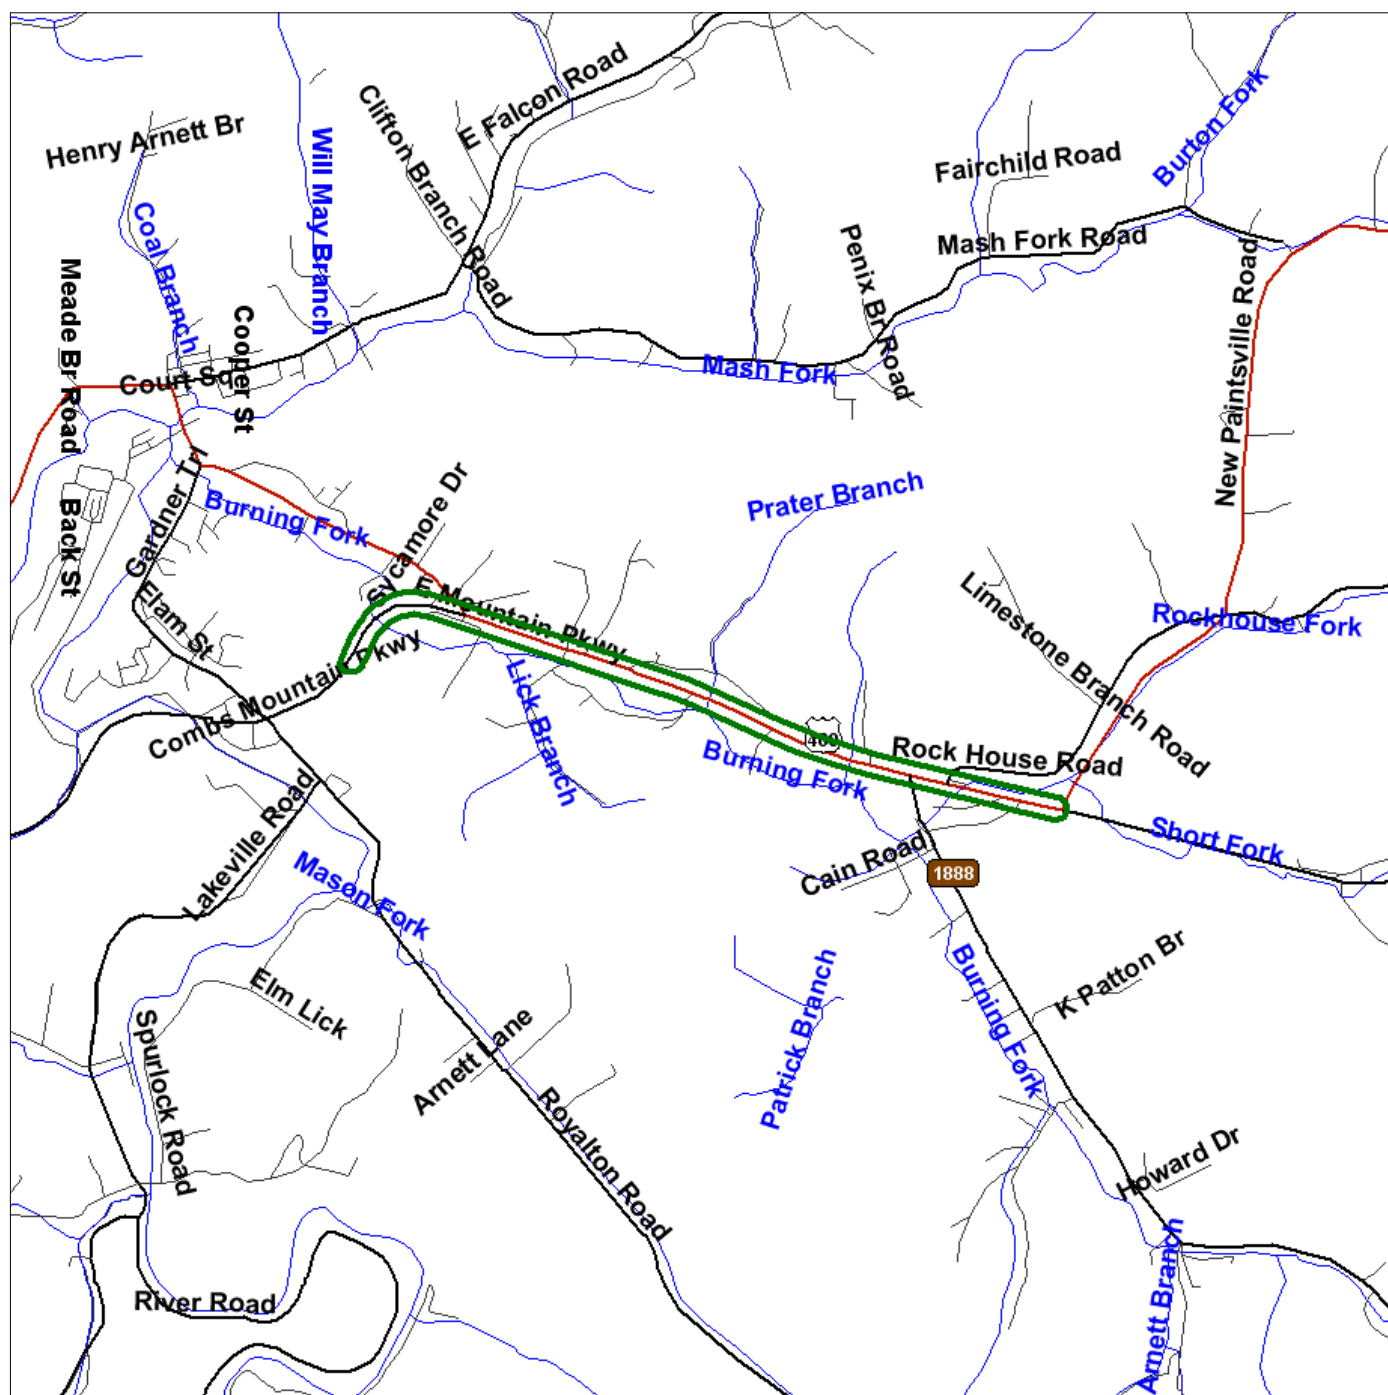 E Falcon Road
Clifton Branch Road
Henry Arnett Br
Will May Branch
Burton Fork
Fairchild Road
Coal Branch
Mash Fork Road
Penix Br Road
New Paintsville Road
Meade Br Road
Cooper St
Court Sq
Mash Fork
Gardner Trl
Sycamore Dr
Prater Branch
Burning Fork
Back St
Elam St
E Mountain Pkwy
Limestone Branch Road
Rockhouse Fork
Combs Mountain Pkwy
Lick Branch
460
Rock House Road
Burning Fork
Lakeville Road
Short Fork
Cain Road
1888
Mason Fork
Elm Lick
Patrick Branch
Burning Fork
K Patton Br
Spurlock Road
Arnett Lane
Royalton Road
Howard Dr
Arnett Branch
River Road